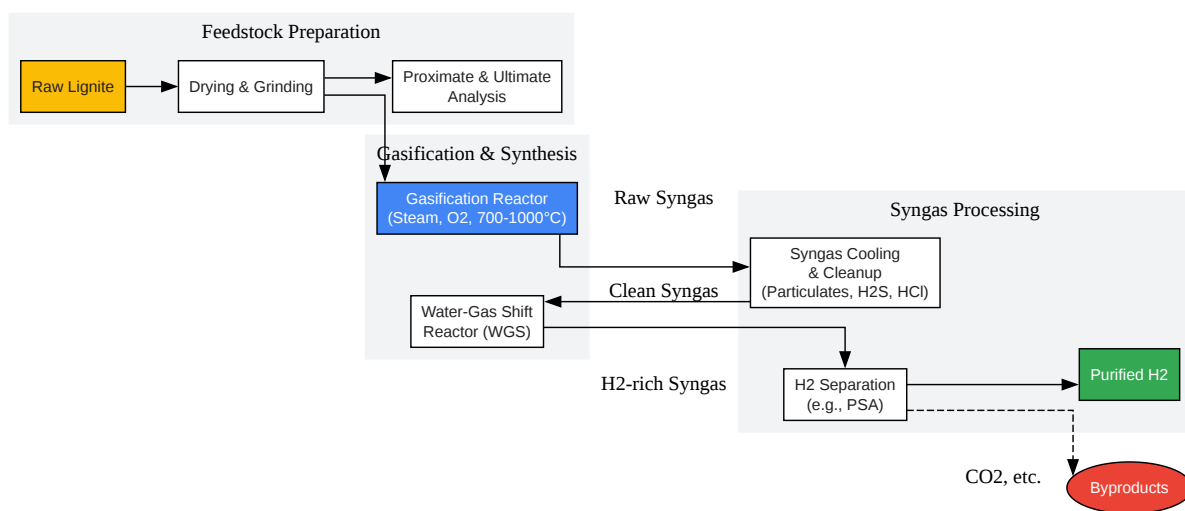 Feedstock Preparation
Raw Lignite
Drying & Grinding
Proximate & Ultimate
Analysis
Gasification & Synthesis
Gasification Reactor
(Steam, O2, 700-1000°C)
Raw Syngas
Syngas Processing
Syngas Cooling
& Cleanup
(Particulates, H2S, HCl)
Clean Syngas
Water-Gas Shift
Reactor (WGS)
H2-rich Syngas
H2 Separation
(e.g., PSA)
Purified H2
CO2, etc.
Byproducts